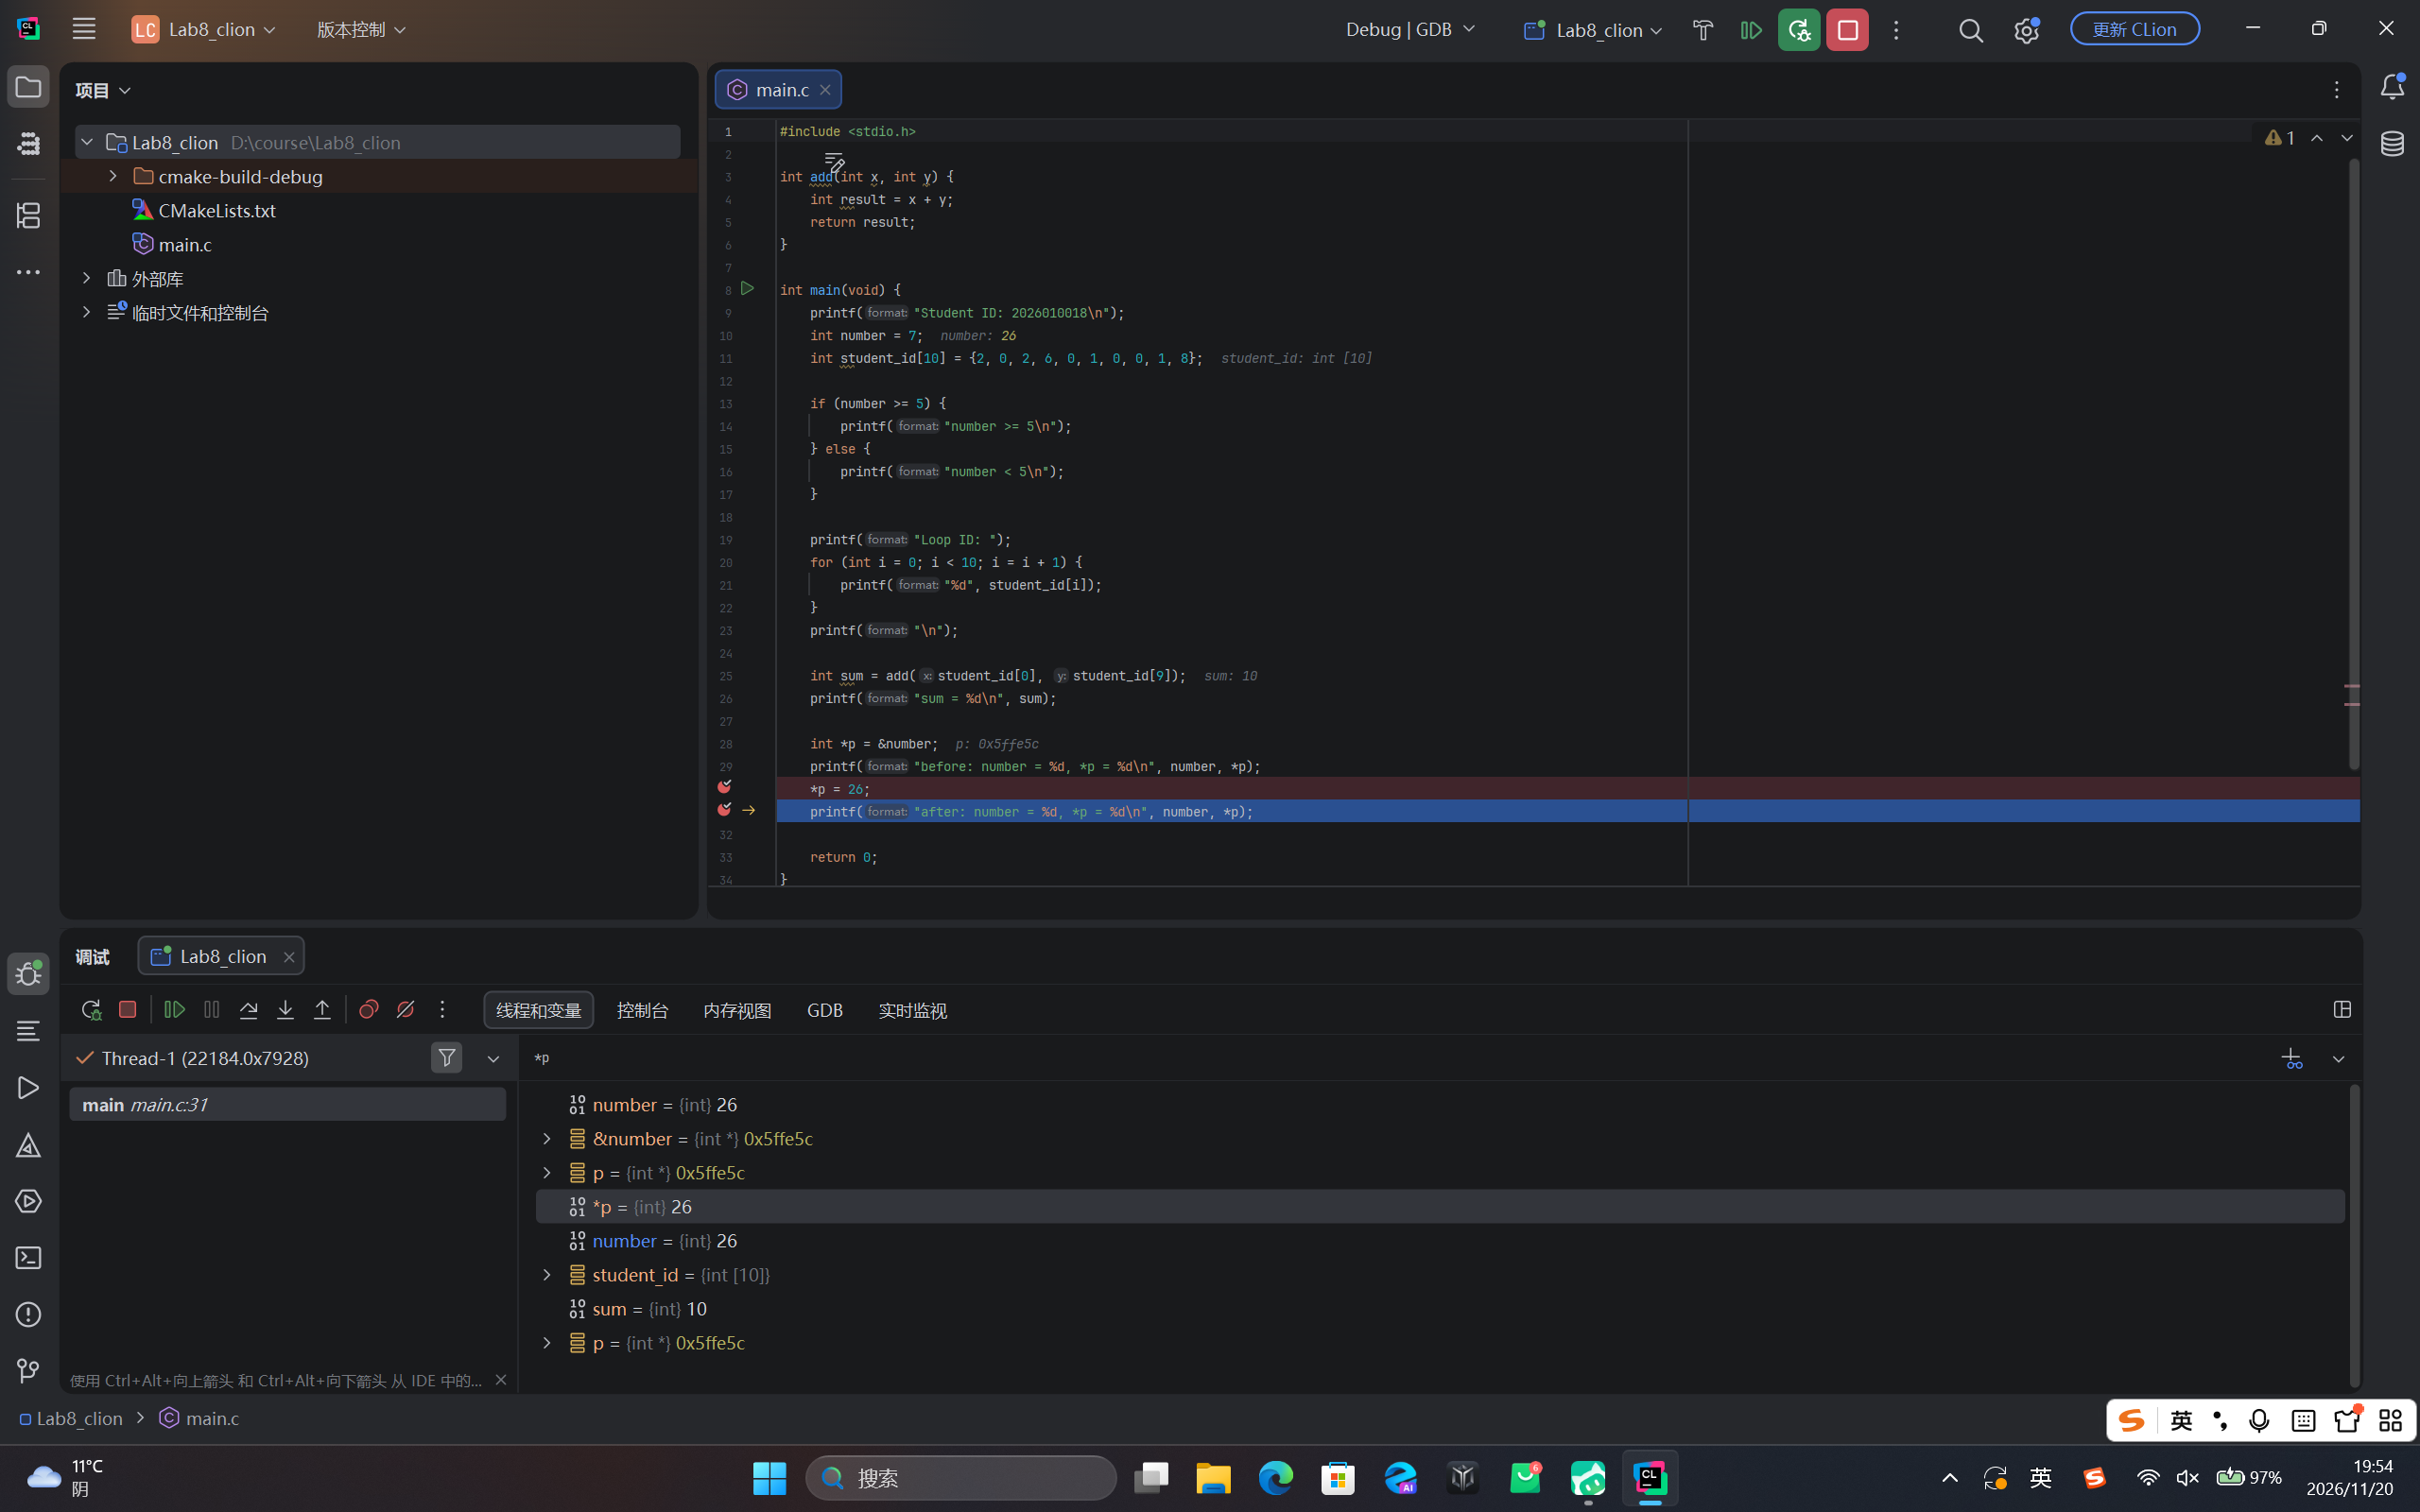 LC Lab8_clion 版本控制 Debug | GDB Lab8_clion 更新 CLion
项目
main.c
Lab8_clion D:\course\Lab8_clion
cmake-build-debug
CMakeLists.txt
main.c
外部库
临时文件和控制台
1
1 #include <stdio.h>
2
3 int add(int x, int y) {
4 int result = x + y;
5 return result;
6 }
7
8 int main(void) {
9 printf(format: "Student ID: 2026010018\n");
10 int number = 7; number: 26
11 int student_id[10] = {2, 0, 2, 6, 0, 1, 0, 0, 1, 8}; student_id: int [10]
12
13 if (number >= 5) {
14 printf(format: "number >= 5\n");
15 } else {
16 printf(format: "number < 5\n");
17 }
18
19 printf(format: "Loop ID: ");
20 for (int i = 0; i < 10; i = i + 1) {
21 printf(format: "%d", student_id[i]);
22 }
23 printf(format: "\n");
24
25 int sum = add(x: student_id[0], y: student_id[9]); sum: 10
26 printf(format: "sum = %d\n", sum);
27
28 int *p = &number; p: 0x5ffe5c
29 printf(format: "before: number = %d, *p = %d\n", number, *p);
*p = 26;
printf(format: "after: number = %d, *p = %d\n", number, *p);
32
33 return 0;
34 }
调试 Lab8_clion
线程和变量 控制台 内存视图 GDB 实时监视
Thread-1 (22184.0x7928)
main main.c:31
*p
number = {int} 26
&number = {int *} 0x5ffe5c
p = {int *} 0x5ffe5c
*p = {int} 26
number = {int} 26
student_id = {int [10]}
sum = {int} 10
p = {int *} 0x5ffe5c
使用 Ctrl+Alt+向上箭头 和 Ctrl+Alt+向下箭头 从 IDE 中的...
Lab8_clion main.c
英
11°C
阴
搜索
英 97%
19:54
2026/11/20